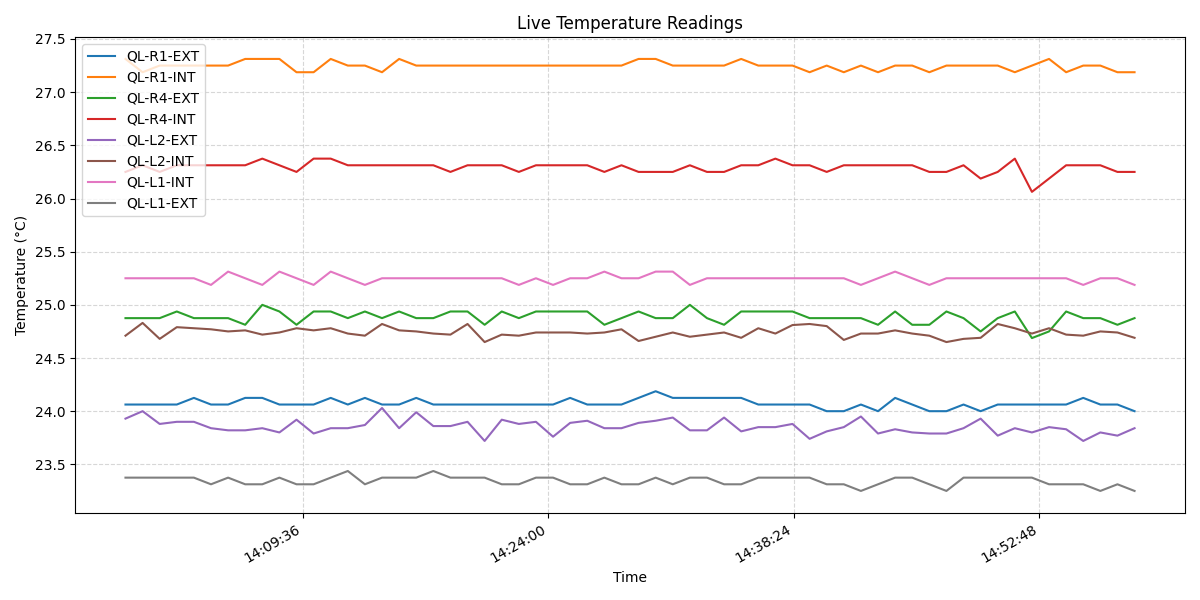 Live Temperature Readings
27.5
27.0
26.5
26.0
25.5
25.0
24.5
24.0
23.5
Temperature (°C)
QL-R1-EXT
QL-R1-INT
QL-R4-EXT
QL-R4-INT
QL-L2-EXT
QL-L2-INT
QL-L1-INT
QL-L1-EXT
14:09:36
14:24:00
14:38:24
14:52:48
Time